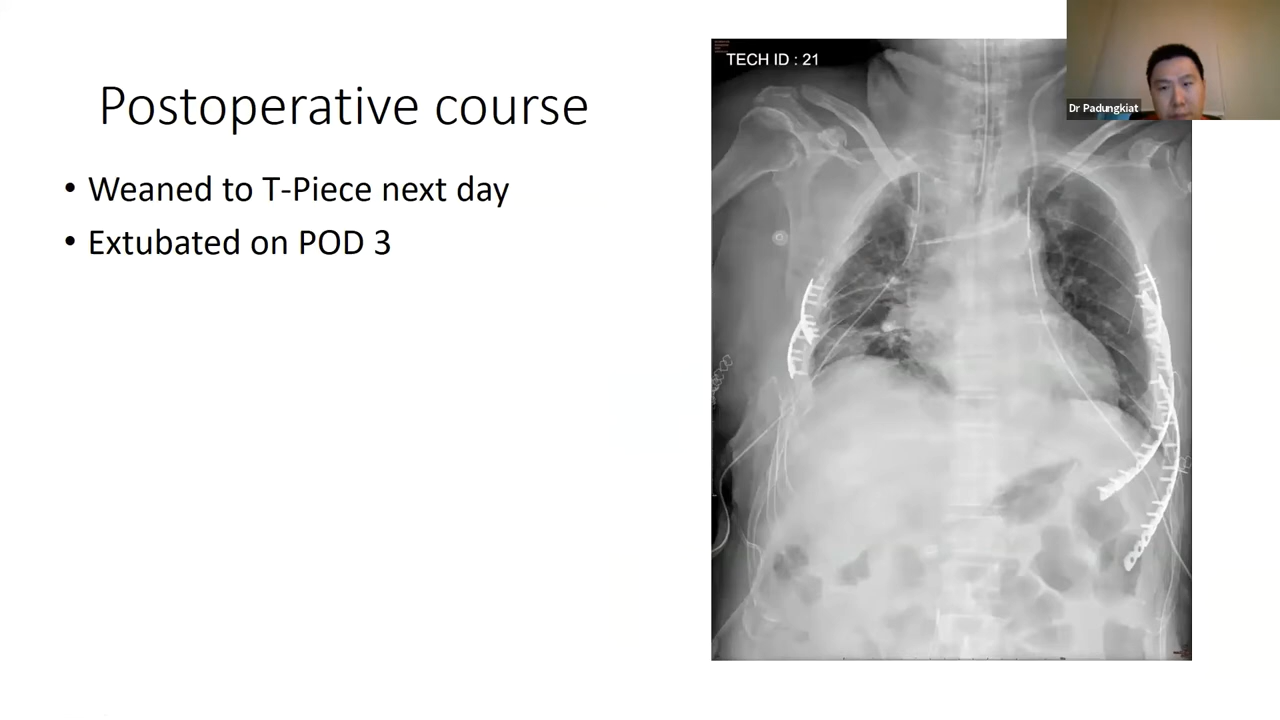 Postoperative course
• Weaned to T-Piece next day
• Extubated on POD 3
TECH ID : 21
Dr Padungkiat